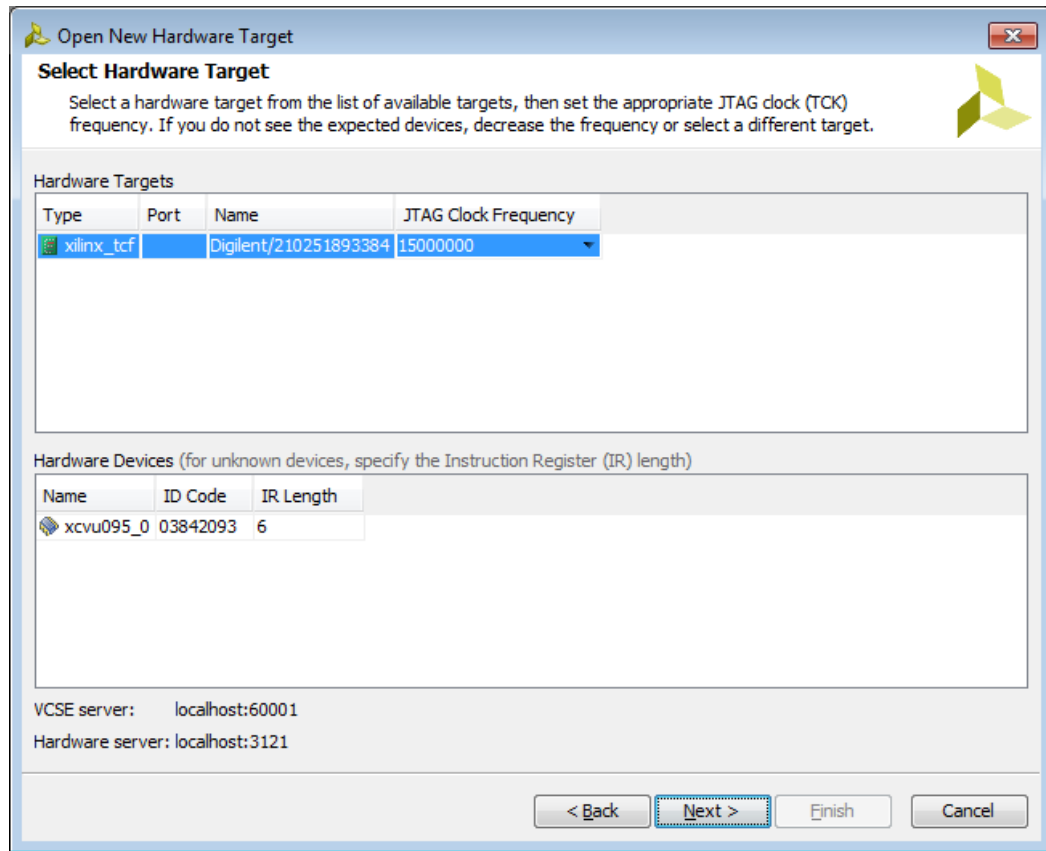 Open New Hardware Target
Select Hardware Target
Select a hardware target from the list of available targets, then set the appropriate JTAG clock (TCK)
frequency. If you do not see the expected devices, decrease the frequency or select a different target.
Hardware Targets
Type Port Name JTAG Clock Frequency
xilinx_tcf Digilent/210251893384 15000000
Hardware Devices (for unknown devices, specify the Instruction Register (IR) length)
Name ID Code IR Length
xcvu095_0 03842093 6
VCSE server: localhost:60001
Hardware server: localhost:3121
< Back Next > Finish Cancel